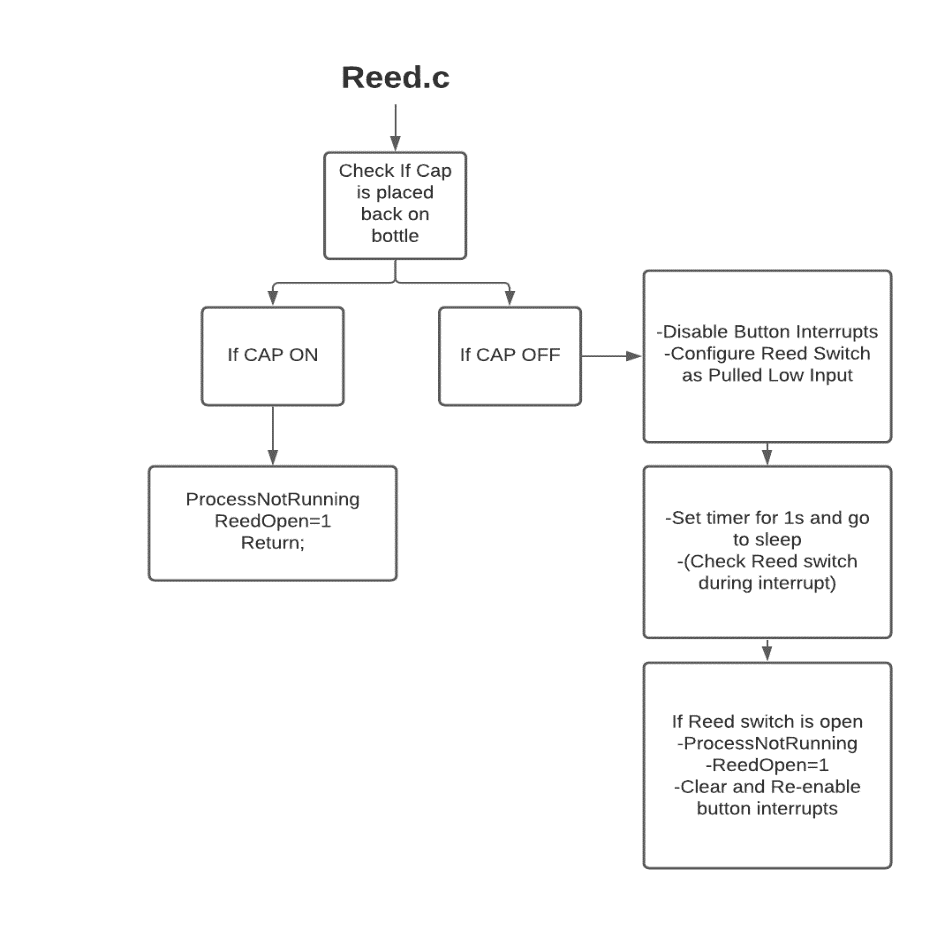 Reed.c
Check If Cap
is placed
back on
bottle
If CAP ON
If CAP OFF
-Disable Button Interrupts
-Configure Reed Switch
as Pulled Low Input
ProcessNotRunning
ReedOpen=1
Return;
-Set timer for 1s and go
to sleep
-(Check Reed switch
during interrupt)
If Reed switch is open
-ProcessNotRunning
-ReedOpen=1
-Clear and Re-enable
button interrupts